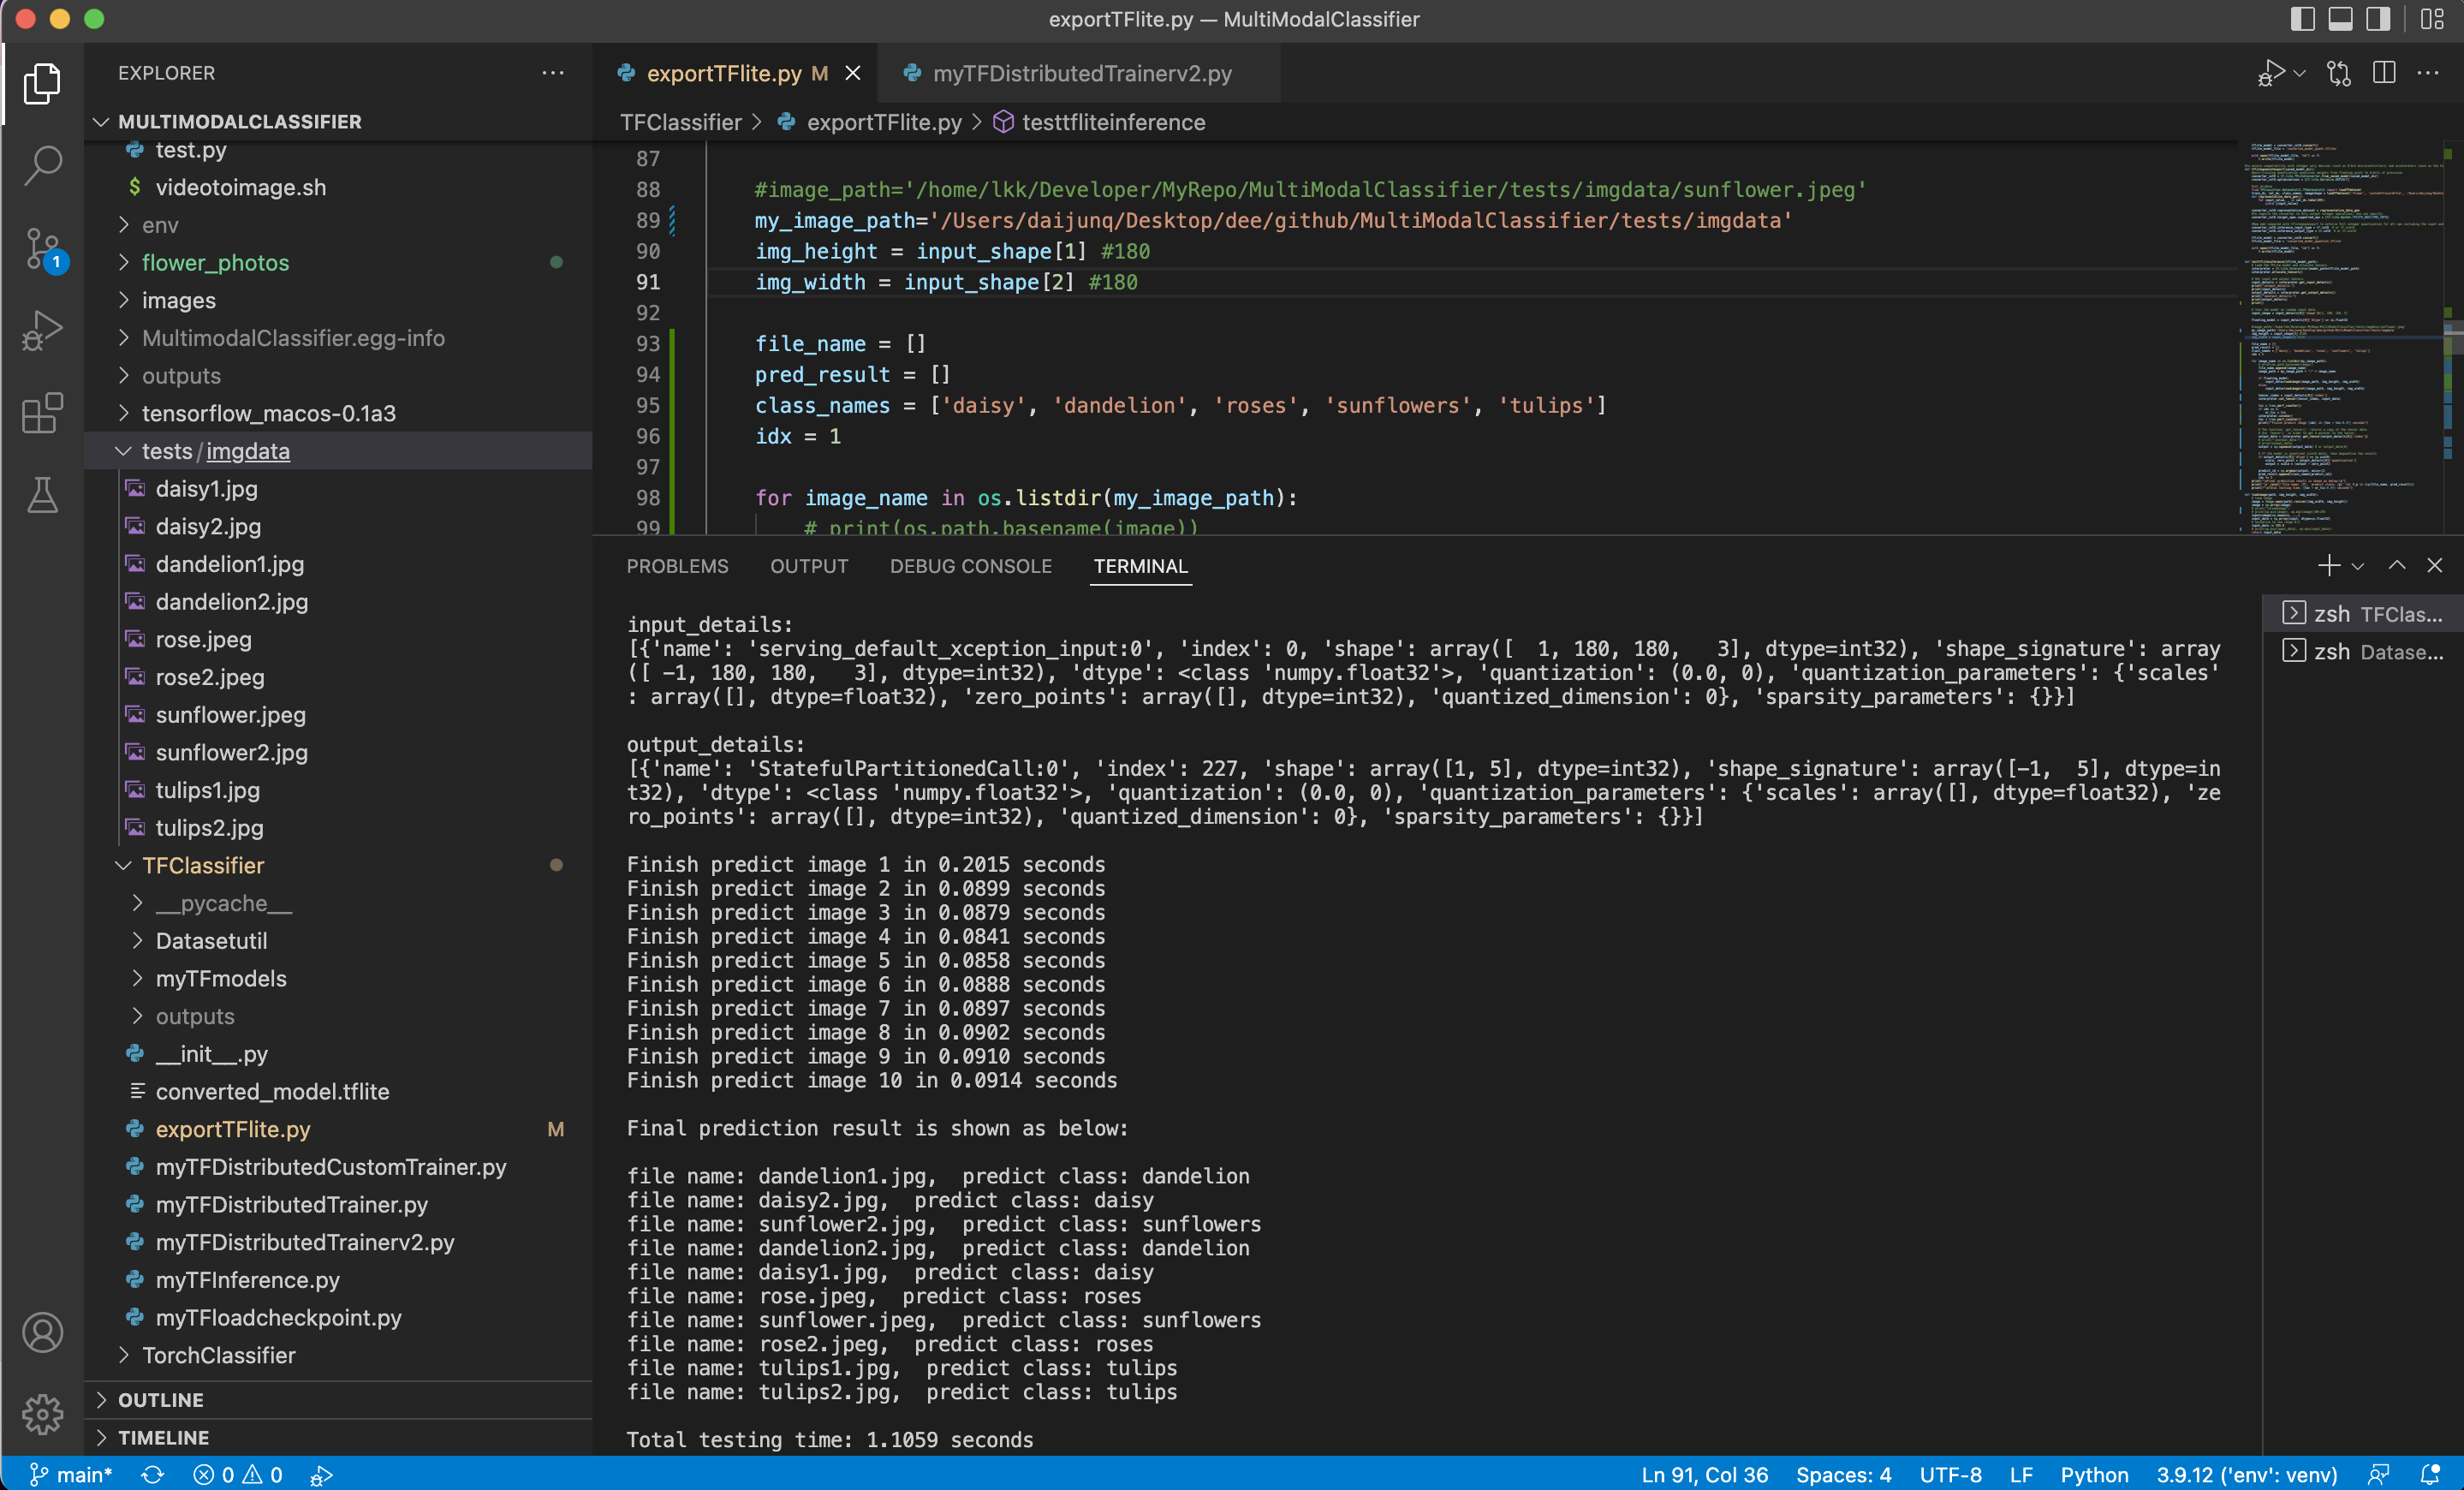 exportTFlite.py — MultiModalClassifier
EXPLORER
MULTIMODALCLASSIFIER
test.py
$ videotoimage.sh
env
flower_photos
images
MultimodalClassifier.egg-info
outputs
tensorflow_macos-0.1a3
tests / imgdata
daisy1.jpg
daisy2.jpg
dandelion1.jpg
dandelion2.jpg
rose.jpeg
rose2.jpeg
sunflower.jpeg
sunflower2.jpg
tulips1.jpg
tulips2.jpg
TFClassifier
__pycache__
Datasetutil
myTFmodels
outputs
__init__.py
converted_model.tflite
exportTFlite.py M
myTFDistributedCustomTrainer.py
myTFDistributedTrainer.py
myTFDistributedTrainerv2.py
myTFInference.py
myTFloadcheckpoint.py
TorchClassifier
OUTLINE
TIMELINE
1
exportTFlite.py M
myTFDistributedTrainerv2.py
TFClassifier > exportTFlite.py > testtfliteinference
87
88 #image_path='/home/lkk/Developer/MyRepo/MultiModalClassifier/tests/imgdata/sunflower.jpeg'
89 my_image_path='/Users/daijunq/Desktop/dee/github/MultiModalClassifier/tests/imgdata'
90 img_height = input_shape[1] #180
91 img_width = input_shape[2] #180
92
93 file_name = []
94 pred_result = []
95 class_names = ['daisy', 'dandelion', 'roses', 'sunflowers', 'tulips']
96 idx = 1
97
98 for image_name in os.listdir(my_image_path):
99 # print(os.path.basename(image))
PROBLEMS OUTPUT DEBUG CONSOLE TERMINAL
input_details:
[{'name': 'serving_default_xception_input:0', 'index': 0, 'shape': array([  1, 180, 180,   3], dtype=int32), 'shape_signature': array
([ -1, 180, 180,   3], dtype=int32), 'dtype': <class 'numpy.float32'>, 'quantization': (0.0, 0), 'quantization_parameters': {'scales'
: array([], dtype=float32), 'zero_points': array([], dtype=int32), 'quantized_dimension': 0}, 'sparsity_parameters': {}}]
output_details:
[{'name': 'StatefulPartitionedCall:0', 'index': 227, 'shape': array([1, 5], dtype=int32), 'shape_signature': array([-1,  5], dtype=in
t32), 'dtype': <class 'numpy.float32'>, 'quantization': (0.0, 0), 'quantization_parameters': {'scales': array([], dtype=float32), 'ze
ro_points': array([], dtype=int32), 'quantized_dimension': 0}, 'sparsity_parameters': {}}]
Finish predict image 1 in 0.2015 seconds
Finish predict image 2 in 0.0899 seconds
Finish predict image 3 in 0.0879 seconds
Finish predict image 4 in 0.0841 seconds
Finish predict image 5 in 0.0858 seconds
Finish predict image 6 in 0.0888 seconds
Finish predict image 7 in 0.0897 seconds
Finish predict image 8 in 0.0902 seconds
Finish predict image 9 in 0.0910 seconds
Finish predict image 10 in 0.0914 seconds
Final prediction result is shown as below:
file name: dandelion1.jpg,  predict class: dandelion
file name: daisy2.jpg,  predict class: daisy
file name: sunflower2.jpg,  predict class: sunflowers
file name: dandelion2.jpg,  predict class: dandelion
file name: daisy1.jpg,  predict class: daisy
file name: rose.jpeg,  predict class: roses
file name: sunflower.jpeg,  predict class: sunflowers
file name: rose2.jpeg,  predict class: roses
file name: tulips1.jpg,  predict class: tulips
file name: tulips2.jpg,  predict class: tulips
Total testing time: 1.1059 seconds
zsh TFClas...
zsh Datase...
main* 0 0 Ln 91, Col 36 Spaces: 4 UTF-8 LF Python 3.9.12 ('env': venv)